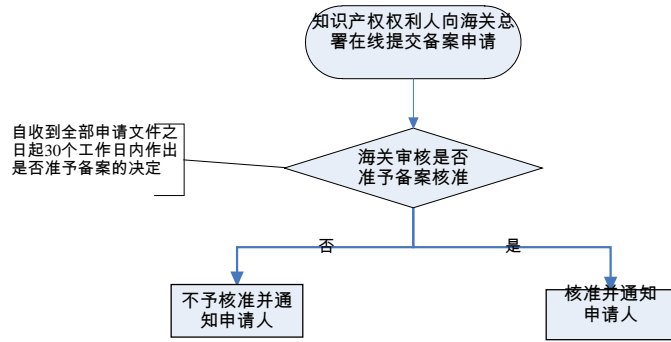 知识产权权利人向海关总
署在线提交备案申请
自收到全部申请文件之
日起30个工作日内作出
是否准予备案的决定
海关审核是否
准予备案核准
否
是
不予核准并通
知申请人
核准并通知
申请人